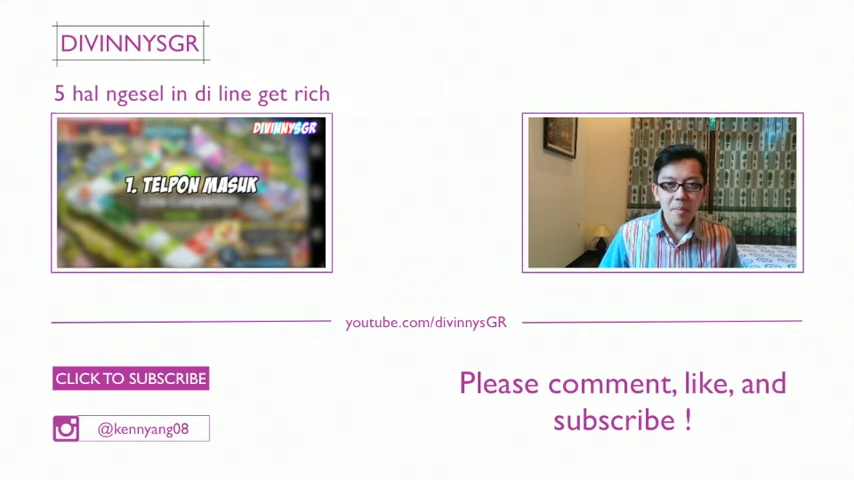 DIVINNYSGR
5 hal ngesel in di line get rich
DIVINNYSGR
1. TELPON MASUK
youtube.com/divinnysGR
CLICK TO SUBSCRIBE
@kennyang08
Please comment, like, and
subscribe !